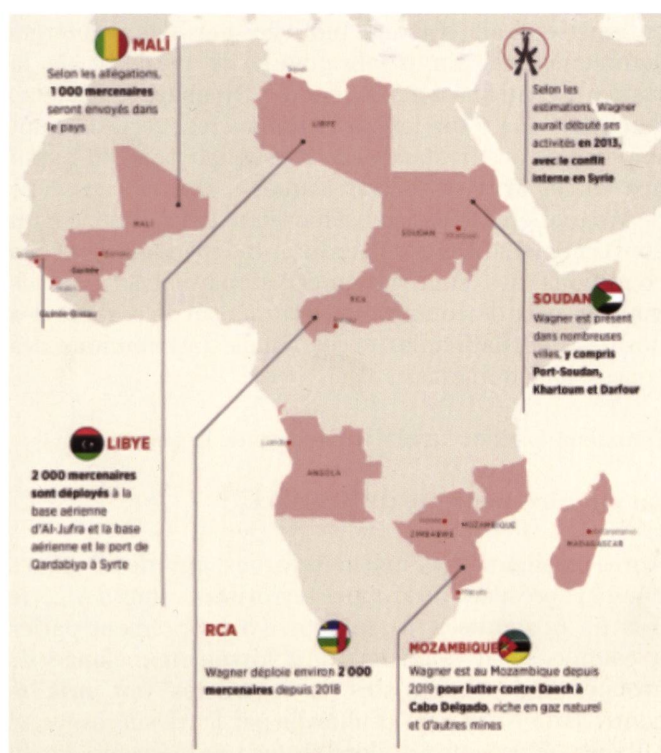 MALİ
Selon les allégations,
1 000 mercenaires
seront envoyés dans
le pays
Selon les
estimations, Wagner
aurait débuté ses
activités en 2013,
avec le conflit
interne en Syrie
LIBYE
SOUDAN
MALİ
Guinée
Guinée-Bissau
RCA
SOUDAN
Wagner est présent
dans nombreuses
villes, y compris
Port-Soudan,
Khartoum et Darfour
LIBYE
2 000 mercenaires
sont déployés à la
base aérienne
d'Al-Jufra et la base
aérienne et le port de
Qardabiya à Syrte
Luanda
ANGOLA
ZIMBABWE
MOZAMBIQUE
MADAGASCAR
Maputo
RCA
Wagner déploie environ 2 000
mercenaires depuis 2018
MOZAMBIQUE
Wagner est au Mozambique depuis
2019 pour lutter contre Daech à
Cabo Delgado, riche en gaz naturel
et d'autres mines